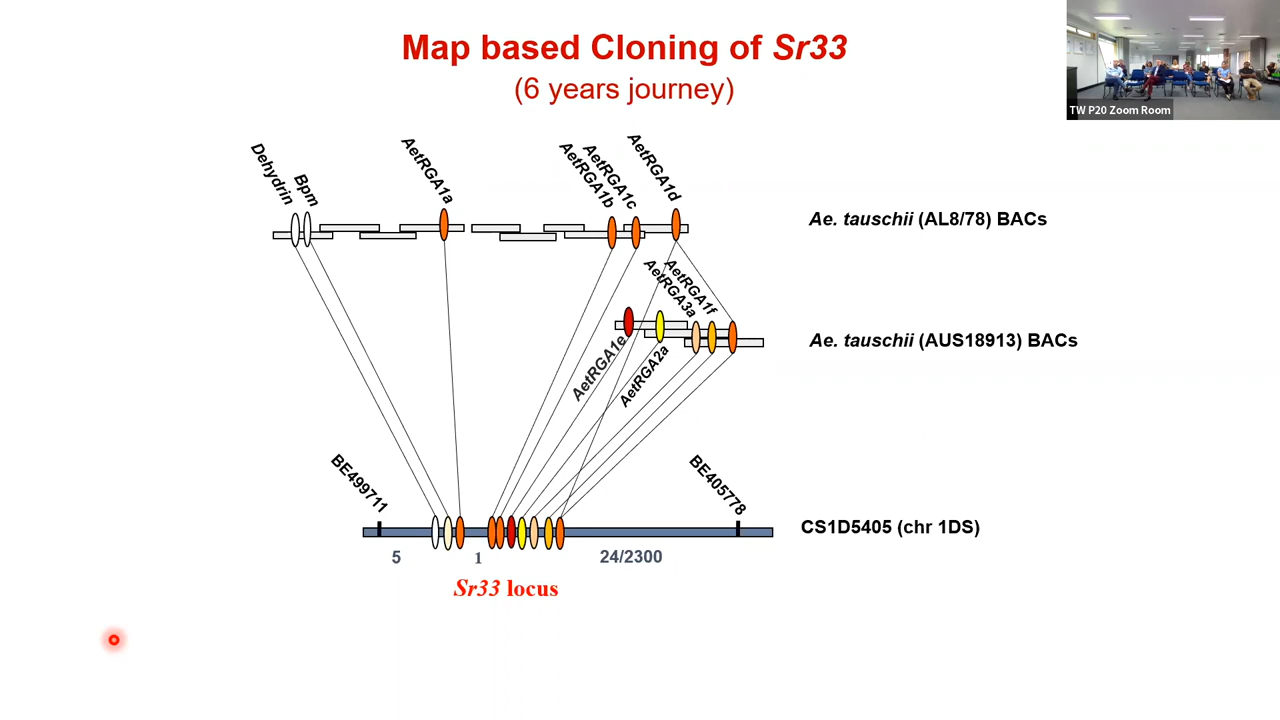 Map based Cloning of Sr33
(6 years journey)
TW P20 Zoom Room
Dehydrin
Bpm
AetRGA1a
AetRGA1b
AetRGA1c
AetRGA1d
Ae. tauschii (AL8/78) BACs
AetRGA3a
AetRGA1f
Ae. tauschii (AUS18913) BACs
AetRGA1e
AetRGA2a
BE499711
BE405778
CS1D5405 (chr 1DS)
5
1
24/2300
Sr33 locus